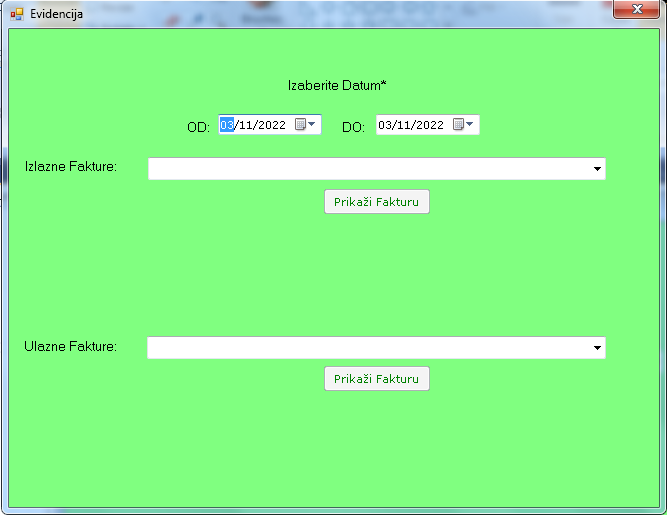 Evidencija
Izaberite Datum*
OD: 03/11/2022 DO: 03/11/2022
Izlazne Fakture:
Prikaži Fakturu
Ulazne Fakture:
Prikaži Fakturu